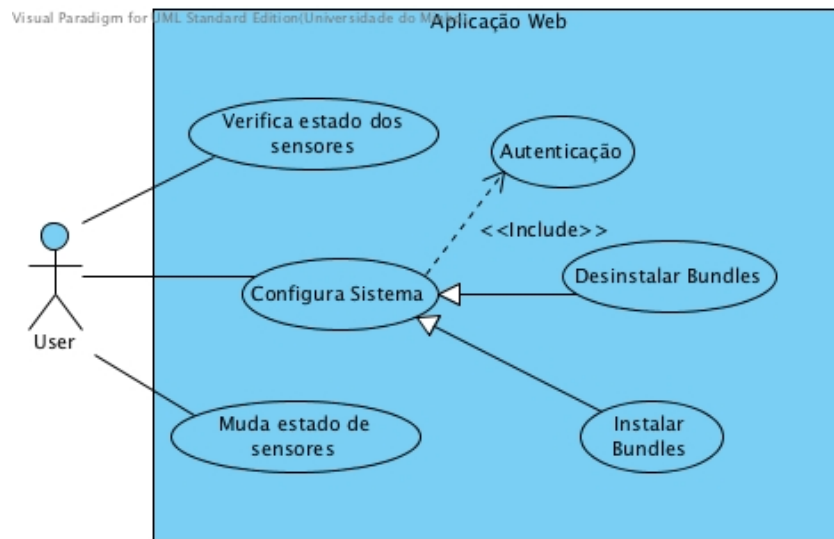 Visual Paradigm for UML Standard Edition(Universidade do
Aplicação Web
Verifica estado dos
sensores
Autenticação
<<Include>>
Desinstalar Bundles
Configura Sistema
User
Muda estado de
sensores
Instalar
Bundles